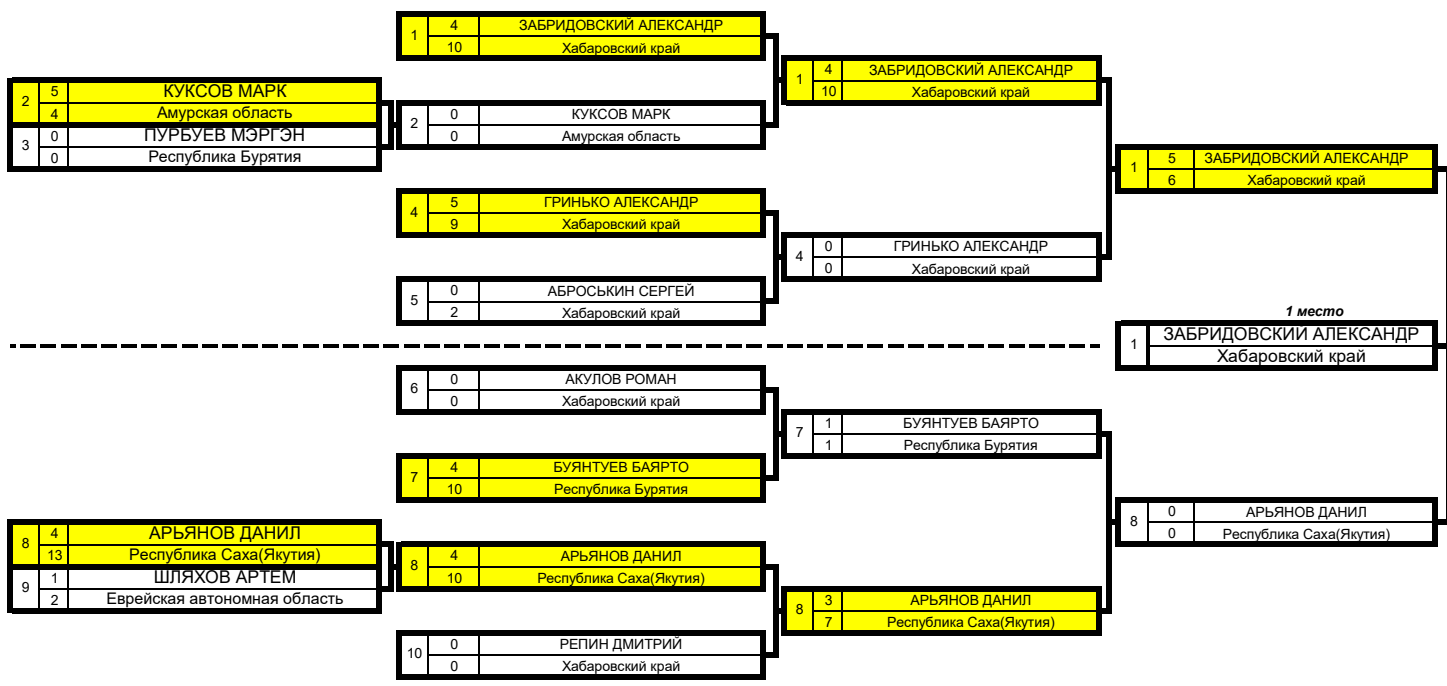 1 4 ЗАБРИДОВСКИЙ АЛЕКСАНДР
10 Хабаровский край
1 4 ЗАБРИДОВСКИЙ АЛЕКСАНДР
10 Хабаровский край
2 5 КУКСОВ МАРК
4 Амурская область
3 0 ПУРБУЕВ МЭРГЭН
0 Республика Бурятия
2 0 КУКСОВ МАРК
0 Амурская область
1 5 ЗАБРИДОВСКИЙ АЛЕКСАНДР
6 Хабаровский край
4 5 ГРИНЬКО АЛЕКСАНДР
9 Хабаровский край
4 0 ГРИНЬКО АЛЕКСАНДР
0 Хабаровский край
5 0 АБРОСЬКИН СЕРГЕЙ
2 Хабаровский край
1 место
1 ЗАБРИДОВСКИЙ АЛЕКСАНДР
Хабаровский край
6 0 АКУЛОВ РОМАН
0 Хабаровский край
7 1 БУЯНТУЕВ БАЯРТО
1 Республика Бурятия
7 4 БУЯНТУЕВ БАЯРТО
10 Республика Бурятия
8 0 АРЬЯНОВ ДАНИЛ
0 Республика Саха(Якутия)
8 4 АРЬЯНОВ ДАНИЛ
13 Республика Саха(Якутия)
9 1 ШЛЯХОВ АРТЕМ
2 Еврейская автономная область
8 4 АРЬЯНОВ ДАНИЛ
10 Республика Саха(Якутия)
8 3 АРЬЯНОВ ДАНИЛ
7 Республика Саха(Якутия)
10 0 РЕПИН ДМИТРИЙ
0 Хабаровский край